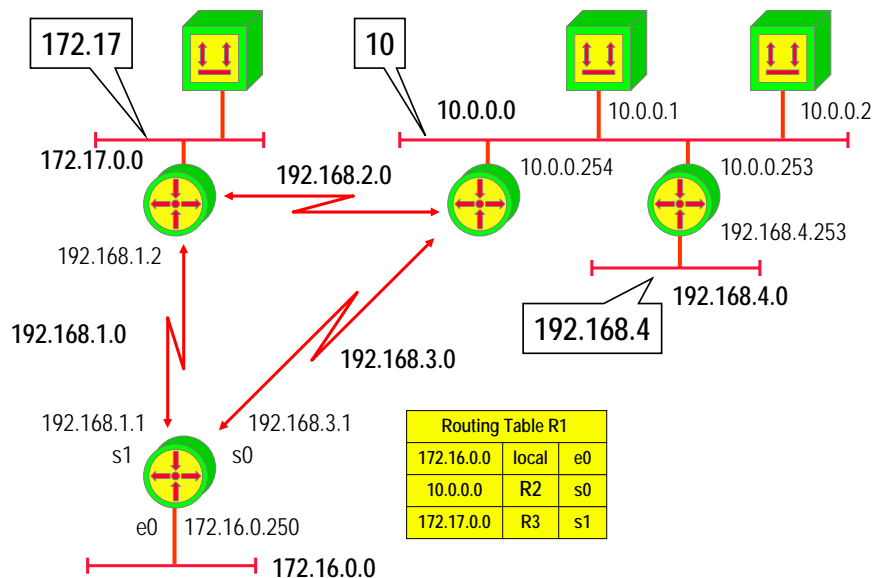 172.17
10
10.0.0.0
10.0.0.1
10.0.0.2
172.17.0.0
192.168.2.0
10.0.0.254
10.0.0.253
192.168.1.2
192.168.4.253
192.168.4.0
192.168.4
192.168.1.0
192.168.3.0
192.168.1.1
192.168.3.1
s1
s0
e0
172.16.0.250
172.16.0.0
Routing Table R1
172.16.0.0 local e0
10.0.0.0 R2 s0
172.17.0.0 R3 s1